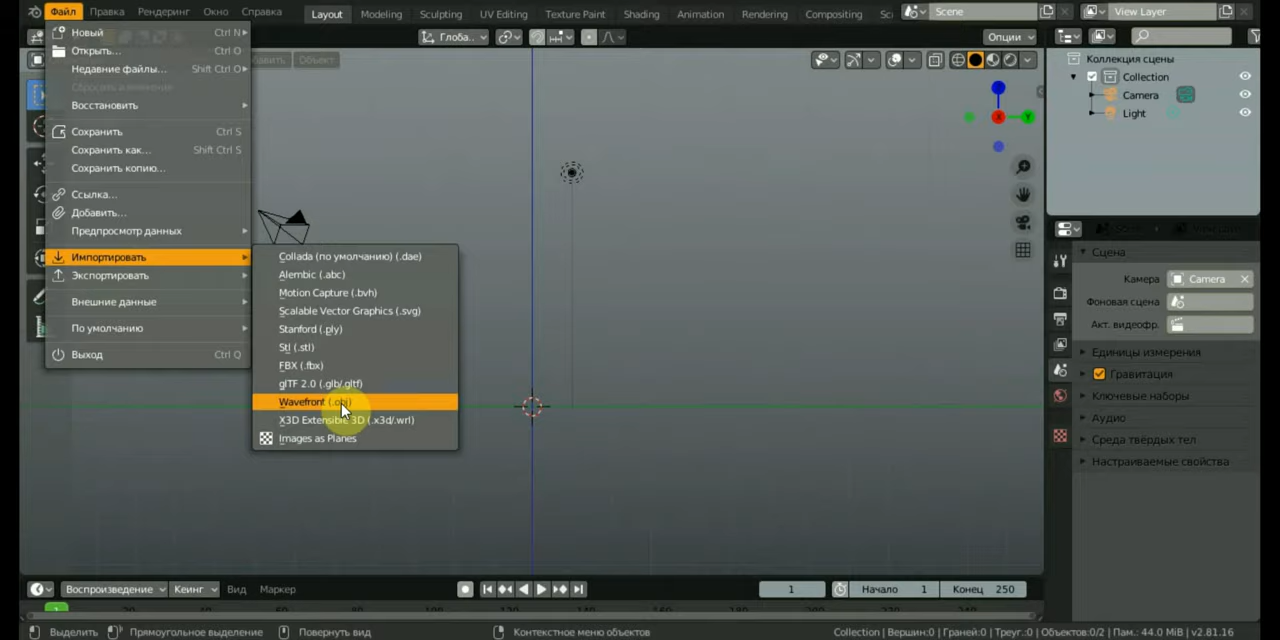 Файл Правка Рендеринг Окно Справка Layout Modeling Sculpting UV Editing Texture Paint Shading Animation Rendering Compositing Sc Scene View Layer
Глоба... Опции
Новый Ctrl N
Открыть... Ctrl O
Недавние файлы... Shift Ctrl O
Восстановить
Сохранить Ctrl S
Сохранить как... Shift Ctrl S
Сохранить копию...
Ссылка...
Добавить...
Предпросмотр данных
Импортировать
Экспортировать
Внешние данные
По умолчанию
Выход Ctrl Q
бавить Объект
Collada (по умолчанию) (.dae)
Alembic (.abc)
Motion Capture (.bvh)
Scalable Vector Graphics (.svg)
Stanford (.ply)
Stl (.stl)
FBX (.fbx)
glTF 2.0 (.glb/.gltf)
Wavefront (.obj)
X3D Extensible 3D (.x3d/.wrl)
Images as Planes
X Y
Коллекция сцены
Collection
Camera
Light
Сцена
Камера Camera
Фоновая сцена
Акт. видеофр.
Единицы измерения
Гравитация
Ключевые наборы
Аудио
Среда твёрдых тел
Настраиваемые свойства
Воспроизведение Кеинг Вид Маркер 1 Начало 1 Конец 250
1
Выделить Прямоугольное выделение Повернуть вид Контекстное меню объектов Collection | Вершин:0 | Граней:0 | Треуг.:0 | Объектов:0/2 | Пам.: 44.0 MiB | v2.81.16